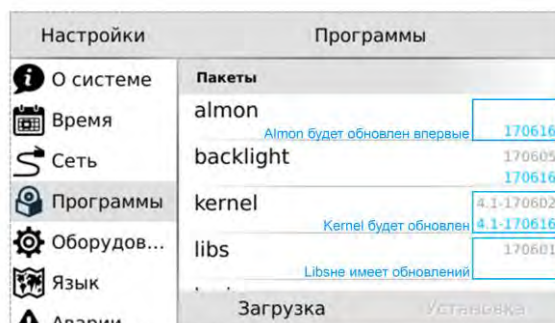 Настройки
Программы
О системе
Пакеты
Время
almon
Almon будет обновлен впервые 170616
Сеть
backlight 170605
170616
Программы
kernel 4.1-170602
Kernel будет обновлен 4.1-170616
Оборудов...
libs 170601
Libsне имеет обновлений
Язык
Аварии
Загрузка
Установка